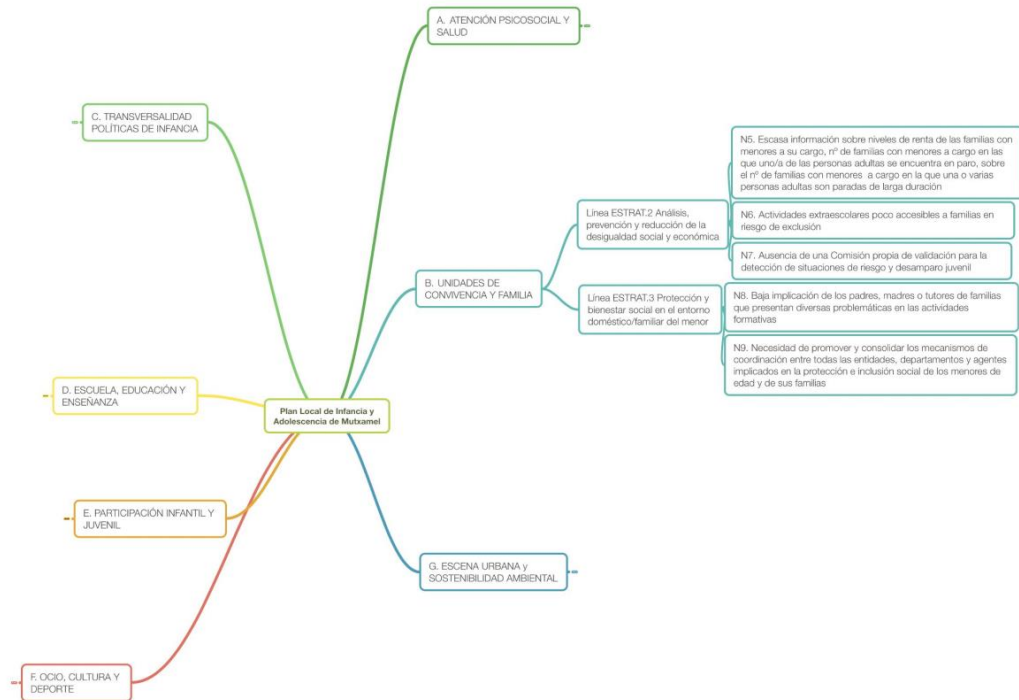 A. ATENCIÓN PSICOSOCIAL Y
SALUD
C. TRANSVERSALIDAD
POLÍTICAS DE INFANCIA
N5. Escasa información sobre niveles de renta de las familias con
menores a su cargo, nº de familias con menores a cargo en las
que uno/a de las personas adultas se encuentra en paro, sobre
el nº de familias con menores a cargo en la que una o varias
personas adultas son paradas de larga duración
Línea ESTRAT.2 Análisis,
prevención y reducción de la
desigualdad social y económica
N6. Actividades extraescolares poco accesibles a familias en
riesgo de exclusión
N7. Ausencia de una Comisión propia de validación para la
detección de situaciones de riesgo y desamparo juvenil
B. UNIDADES DE
CONVIVENCIA Y FAMILIA
Línea ESTRAT.3 Protección y
bienestar social en el entorno
doméstico/familiar del menor
N8. Baja implicación de los padres, madres o tutores de familias
que presentan diversas problemáticas en las actividades
formativas
N9. Necesidad de promover y consolidar los mecanismos de
coordinación entre todas las entidades, departamentos y agentes
implicados en la protección e inclusión social de los menores de
edad y de sus familias
D. ESCUELA, EDUCACIÓN Y
ENSEÑANZA
Plan Local de Infancia y
Adolescencia de Mutxamel
E. PARTICIPACIÓN INFANTIL Y
JUVENIL
G. ESCENA URBANA y
SOSTENIBILIDAD AMBIENTAL
F. OCIO, CULTURA Y
DEPORTE